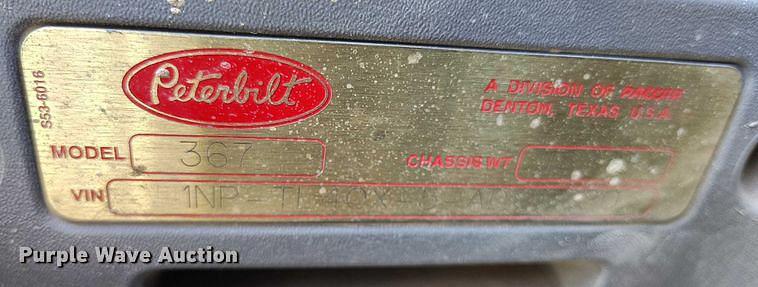 S53-6016
Peterbilt
A DIVISION OF PACCAR
DENTON, TEXAS U.S.A.
MODEL 367
CHASSIS WT
VIN
Purple Wave Auction